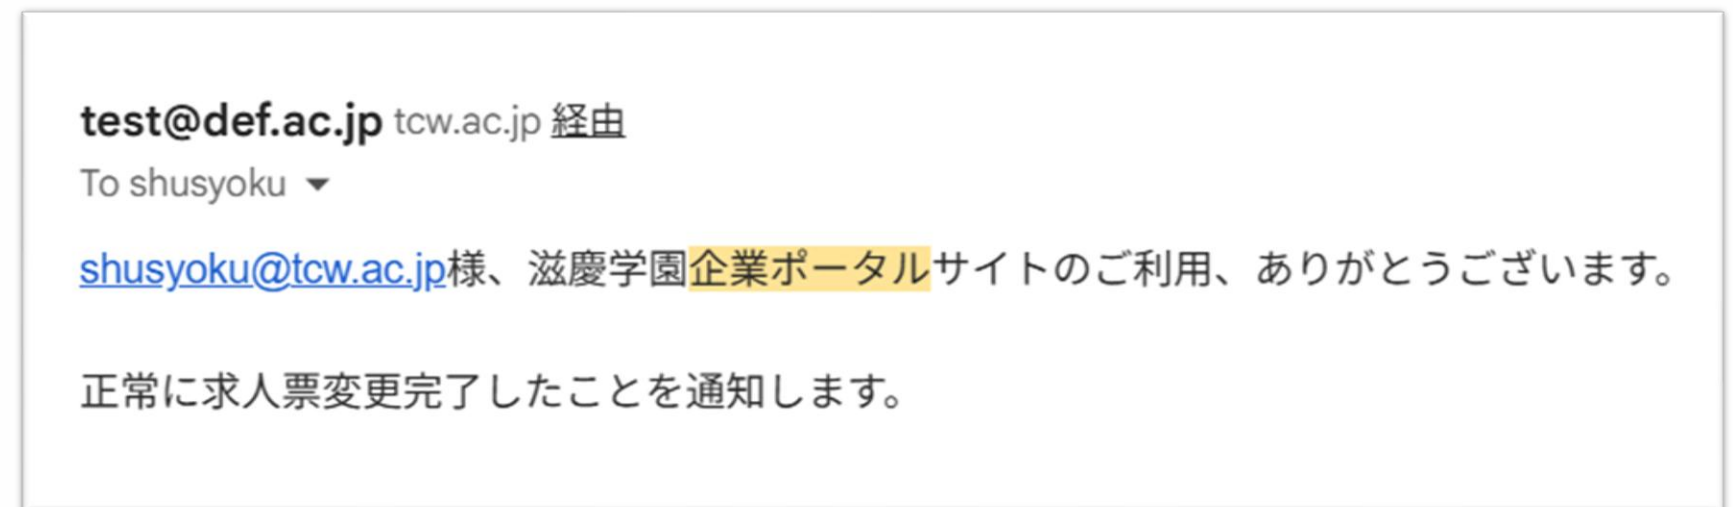 test@def.ac.jp tcw.ac.jp 経由
To shusyoku
shusyoku@tcw.ac.jp様、滋慶学園企業ポータルサイトのご利用、ありがとうございます。
正常に求人票変更完了したことを通知します。